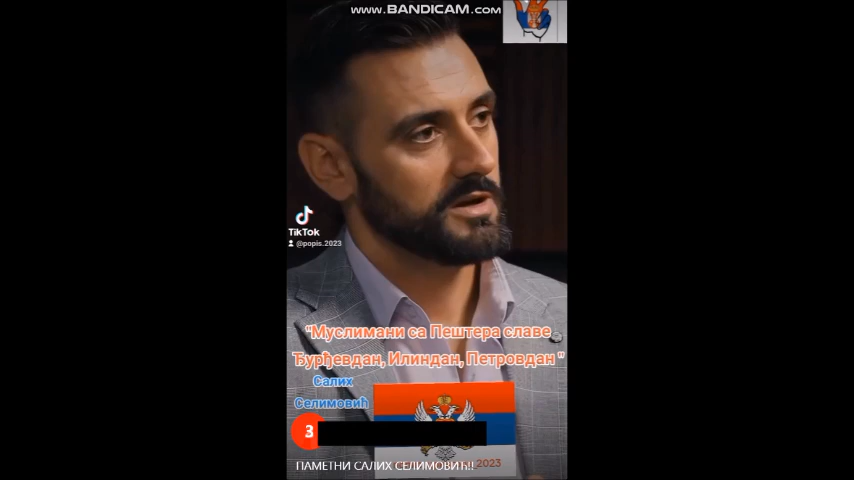 WWW.BANDICAM.COM
TikTok
@popis.2023
"Муслимани са Пештера славе
Ђурђевдан, Илиндан, Петровдан"
Салих
Селимовић
3
2023
ПАМЕТНИ САЛИХ СЕЛИМОВИЋ!!